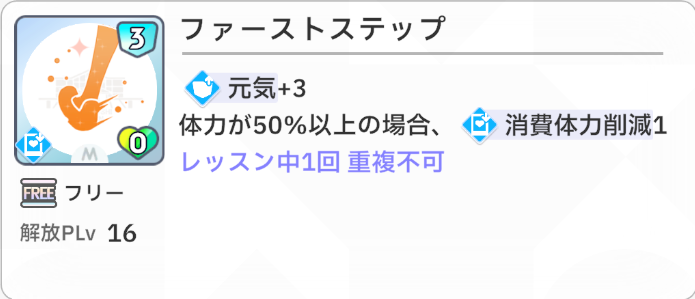 ファーストステップ
3
元気+3
体力が50%以上の場合、消費体力削減1
レッスン中1回 重複不可
0
M
FREE フリー
解放PLv 16